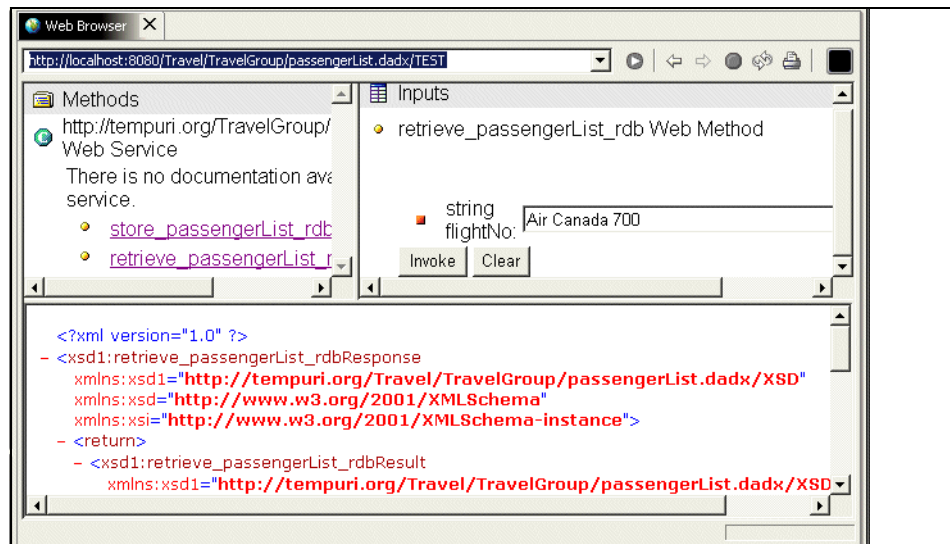 Web Browser
http://localhost:8080/Travel/TravelGroup/passengerList.dadx/TEST
Methods
http://tempuri.org/TravelGroup/
Web Service
There is no documentation ava
service.
store_passengerList_rdb
retrieve_passengerList_r
Inputs
retrieve_passengerList_rdb Web Method
string
flightNo:
Air Canada 700
Invoke Clear
<?xml version="1.0" ?>
- <xsd1:retrieve_passengerList_rdbResponse
xmlns:xsd1="http://tempuri.org/Travel/TravelGroup/passengerList.dadx/XSD"
xmlns:xsd="http://www.w3.org/2001/XMLSchema"
xmlns:xsi="http://www.w3.org/2001/XMLSchema-instance">
- <return>
- <xsd1:retrieve_passengerList_rdbResult
xmlns:xsd1="http://tempuri.org/Travel/TravelGroup/passengerList.dadx/XSD